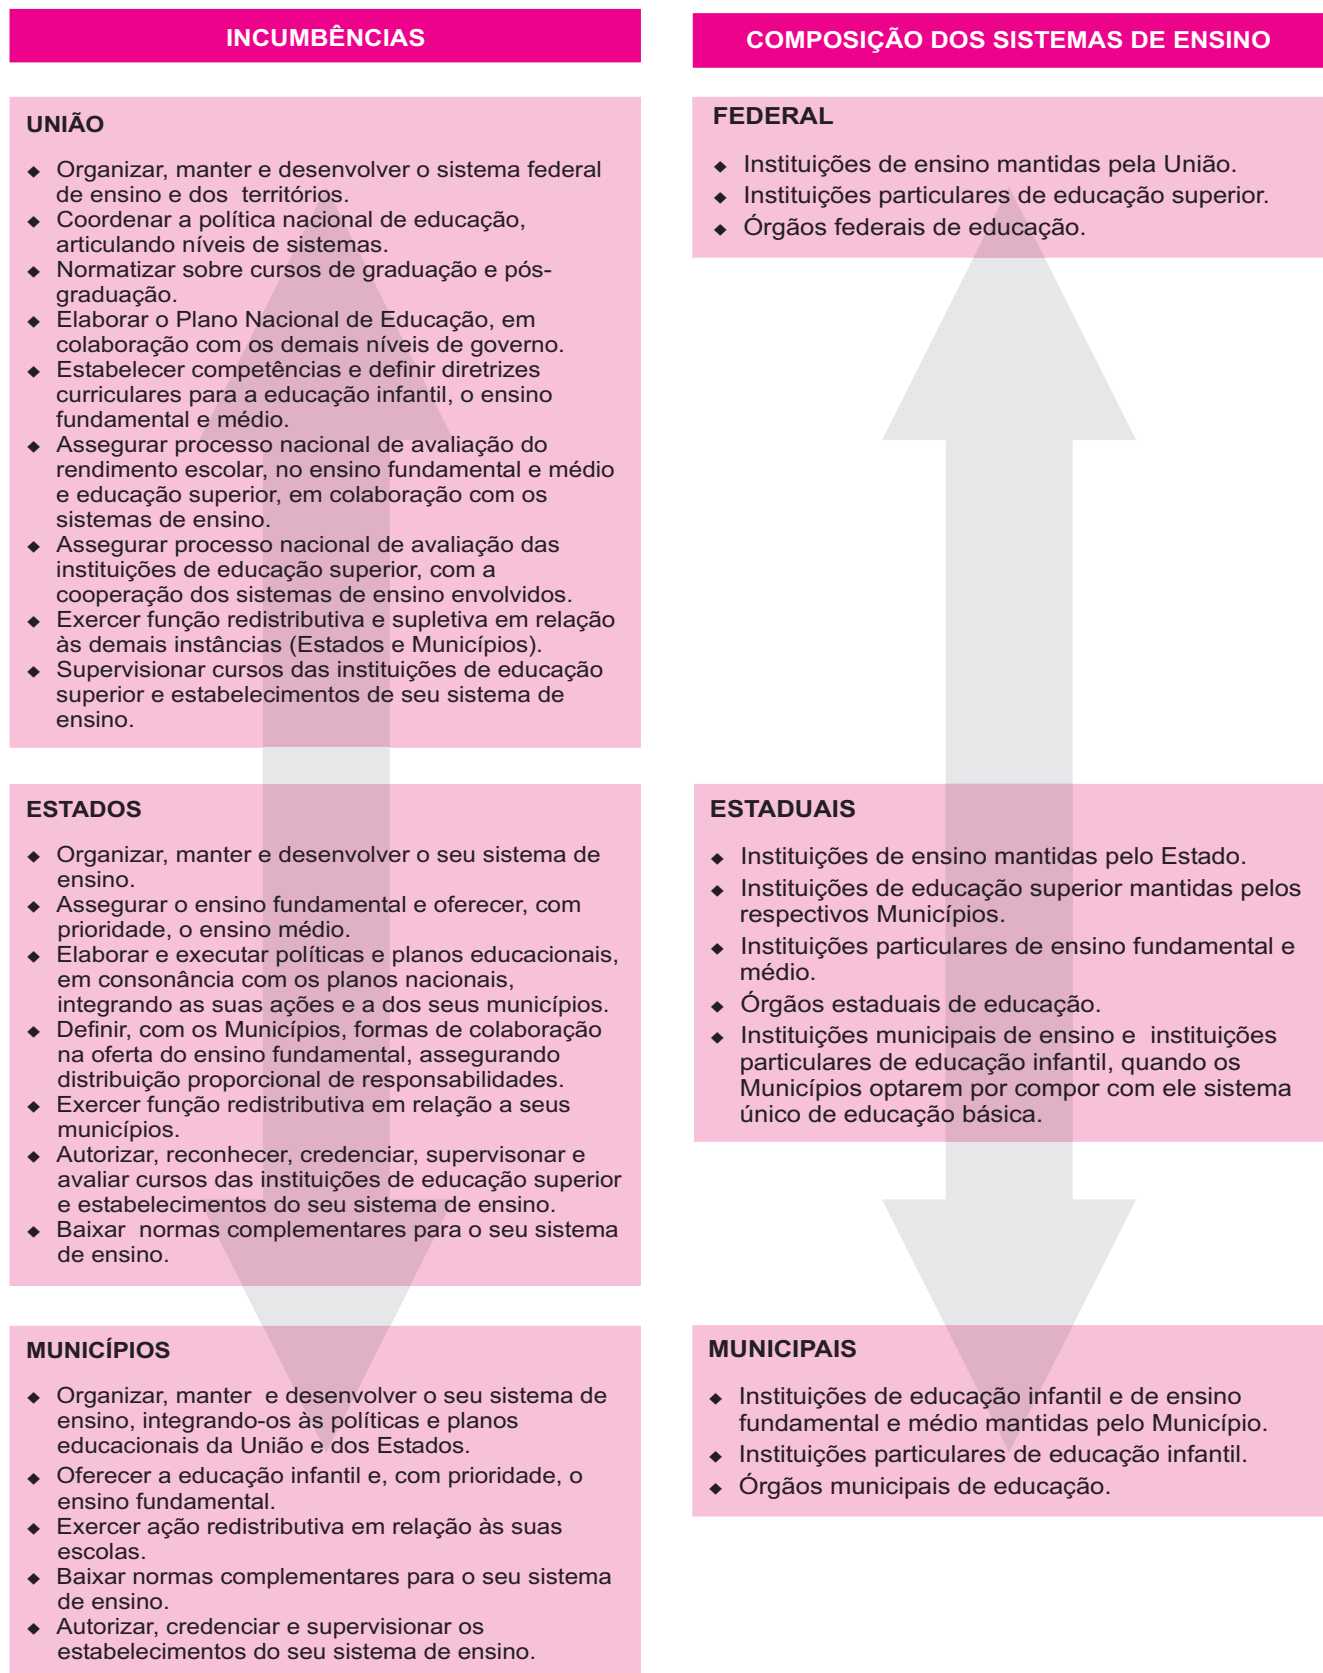 INCUMBÊNCIAS
UNIÃO
◆ Organizar, manter e desenvolver o sistema federal
de ensino e dos territórios.
◆ Coordenar a política nacional de educação,
articulando níveis de sistemas.
◆ Normatizar sobre cursos de graduação e pós-
graduação.
◆ Elaborar o Plano Nacional de Educação, em
colaboração com os demais níveis de governo.
◆ Estabelecer competências e definir diretrizes
curriculares para a educação infantil, o ensino
fundamental e médio.
◆ Assegurar processo nacional de avaliação do
rendimento escolar, no ensino fundamental e médio
e educação superior, em colaboração com os
sistemas de ensino.
◆ Assegurar processo nacional de avaliação das
instituições de educação superior, com a
cooperação dos sistemas de ensino envolvidos.
◆ Exercer função redistributiva e supletiva em relação
às demais instâncias (Estados e Municípios).
◆ Supervisionar cursos das instituições de educação
superior e estabelecimentos de seu sistema de
ensino.
ESTADOS
◆ Organizar, manter e desenvolver o seu sistema de
ensino.
◆ Assegurar o ensino fundamental e oferecer, com
prioridade, o ensino médio.
◆ Elaborar e executar políticas e planos educacionais,
em consonância com os planos nacionais,
integrando as suas ações e a dos seus municípios.
◆ Definir, com os Municípios, formas de colaboração
na oferta do ensino fundamental, assegurando
distribuição proporcional de responsabilidades.
◆ Exercer função redistributiva em relação a seus
municípios.
◆ Autorizar, reconhecer, credenciar, supervisonar e
avaliar cursos das instituições de educação superior
e estabelecimentos do seu sistema de ensino.
◆ Baixar normas complementares para o seu sistema
de ensino.
MUNICÍPIOS
◆ Organizar, manter e desenvolver o seu sistema de
ensino, integrando-os às políticas e planos
educacionais da União e dos Estados.
◆ Oferecer a educação infantil e, com prioridade, o
ensino fundamental.
◆ Exercer ação redistributiva em relação às suas
escolas.
◆ Baixar normas complementares para o seu sistema
de ensino.
◆ Autorizar, credenciar e supervisionar os
estabelecimentos do seu sistema de ensino.
COMPOSIÇÃO DOS SISTEMAS DE ENSINO
FEDERAL
◆ Instituições de ensino mantidas pela União.
◆ Instituições particulares de educação superior.
◆ Órgãos federais de educação.
ESTADUAIS
◆ Instituições de ensino mantidas pelo Estado.
◆ Instituições de educação superior mantidas pelos
respectivos Municípios.
◆ Instituições particulares de ensino fundamental e
médio.
◆ Órgãos estaduais de educação.
◆ Instituições municipais de ensino e instituições
particulares de educação infantil, quando os
Municípios optarem por compor com ele sistema
único de educação básica.
MUNICIPAIS
◆ Instituições de educação infantil e de ensino
fundamental e médio mantidas pelo Município.
◆ Instituições particulares de educação infantil.
◆ Órgãos municipais de educação.